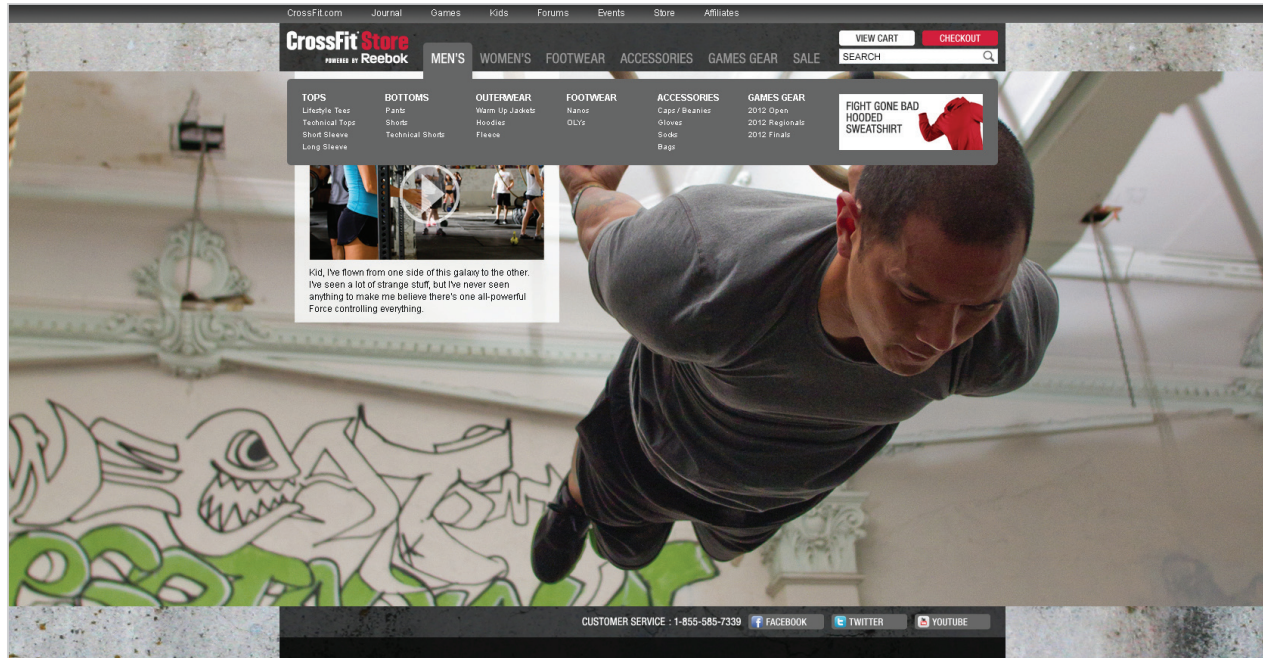 CrossFit.com Journal Games Kids Forums Events Store Affiliates
CrossFit Store
POWERED BY Reebok
MEN'S WOMEN'S FOOTWEAR ACCESSORIES GAMES GEAR SALE
VIEW CART CHECKOUT
SEARCH
TOPS
Lifestyle Tees
Technical Tops
Short Sleeve
Long Sleeve
BOTTOMS
Pants
Shorts
Technical Shorts
OUTERWEAR
Warm Up Jackets
Hoodies
Fleece
FOOTWEAR
Nanos
OLYs
ACCESSORIES
Caps / Beanies
Gloves
Socks
Bags
GAMES GEAR
2012 Open
2012 Regionals
2012 Finals
FIGHT GONE BAD
HOODED
SWEATSHIRT
Kid, I've flown from one side of this galaxy to the other.
I've seen a lot of strange stuff, but I've never seen
anything to make me believe there's one all-powerful
Force controlling everything.
CUSTOMER SERVICE : 1-855-585-7339 FACEBOOK TWITTER YOUTUBE